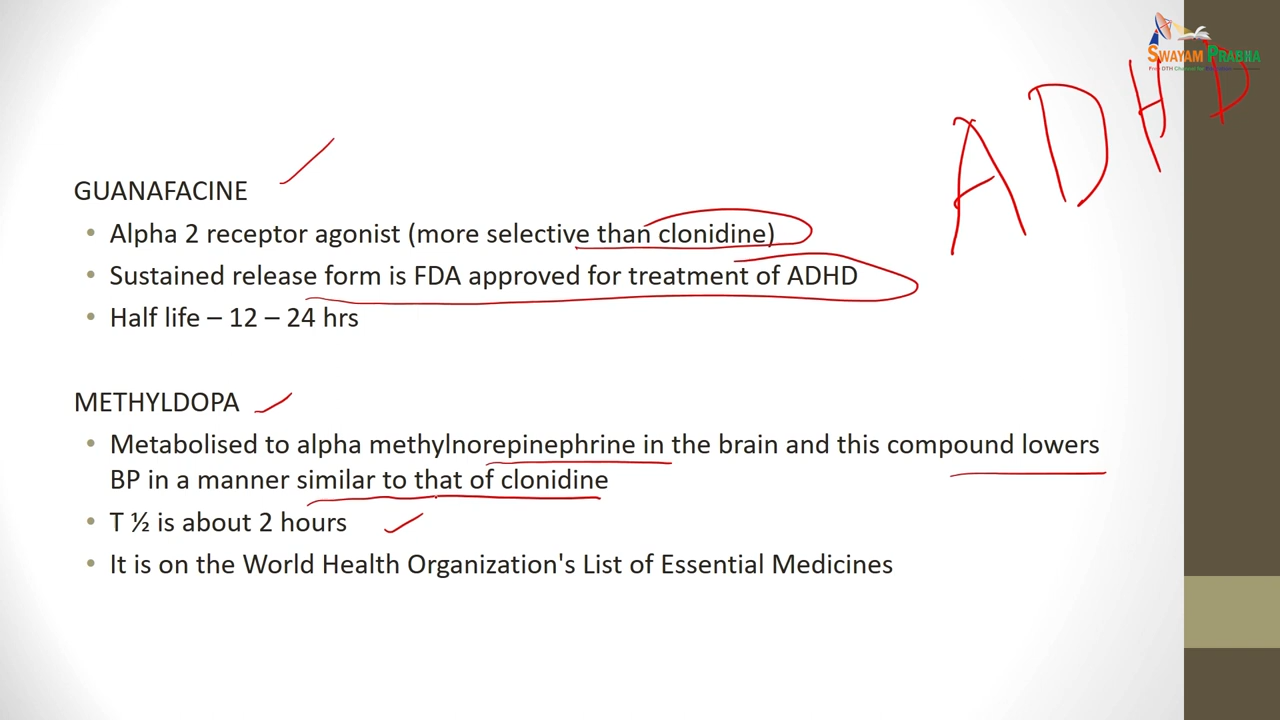 SWAYAM PRABHA
ADHD
GUANAFACINE
• Alpha 2 receptor agonist (more selective than clonidine)
• Sustained release form is FDA approved for treatment of ADHD
• Half life – 12 – 24 hrs
METHYLDOPA
• Metabolised to alpha methylnorepinephrine in the brain and this compound lowers
BP in a manner similar to that of clonidine
• T ½ is about 2 hours
• It is on the World Health Organization's List of Essential Medicines